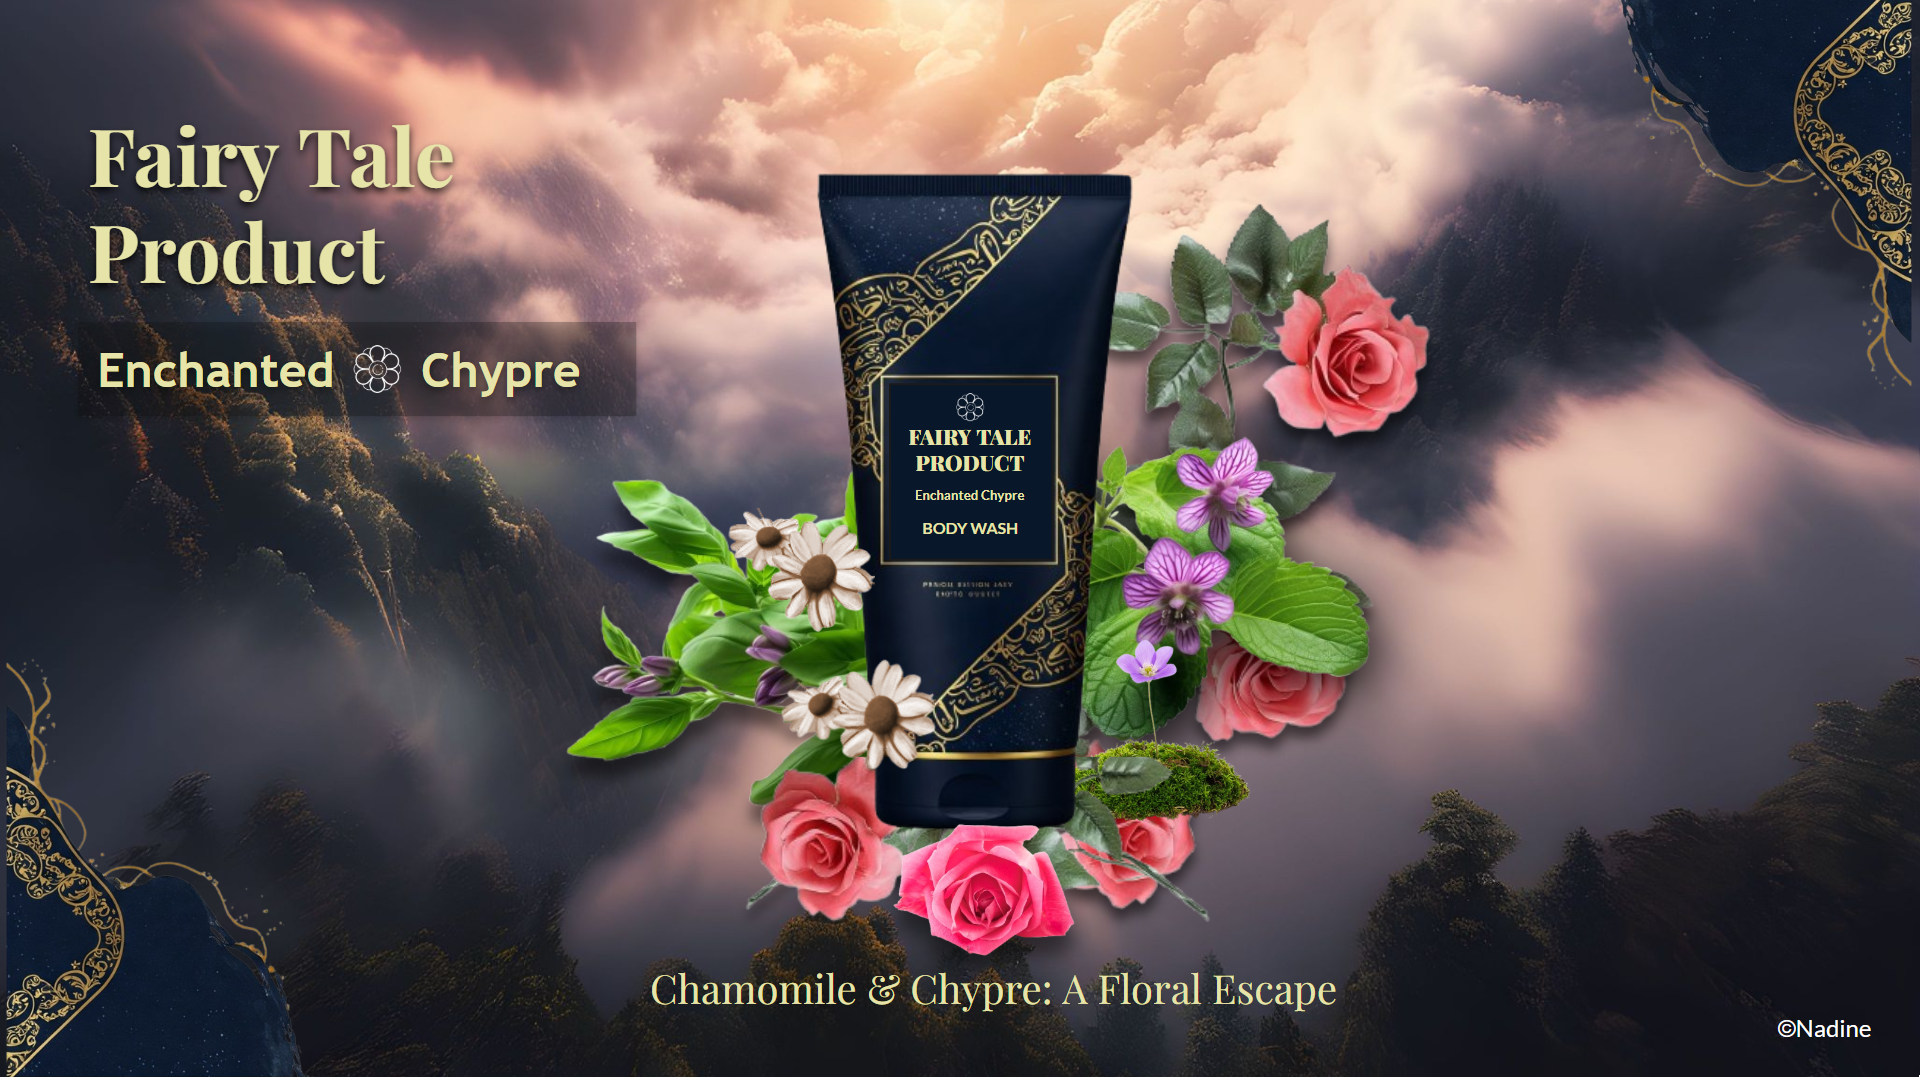 Fairy Tale
Product
Enchanted Chypre
FAIRY TALE
PRODUCT
Enchanted Chypre
BODY WASH
Chamomile & Chypre: A Floral Escape
©Nadine